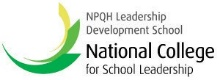 NPQH Leadership
Development School
National College
for School Leadership